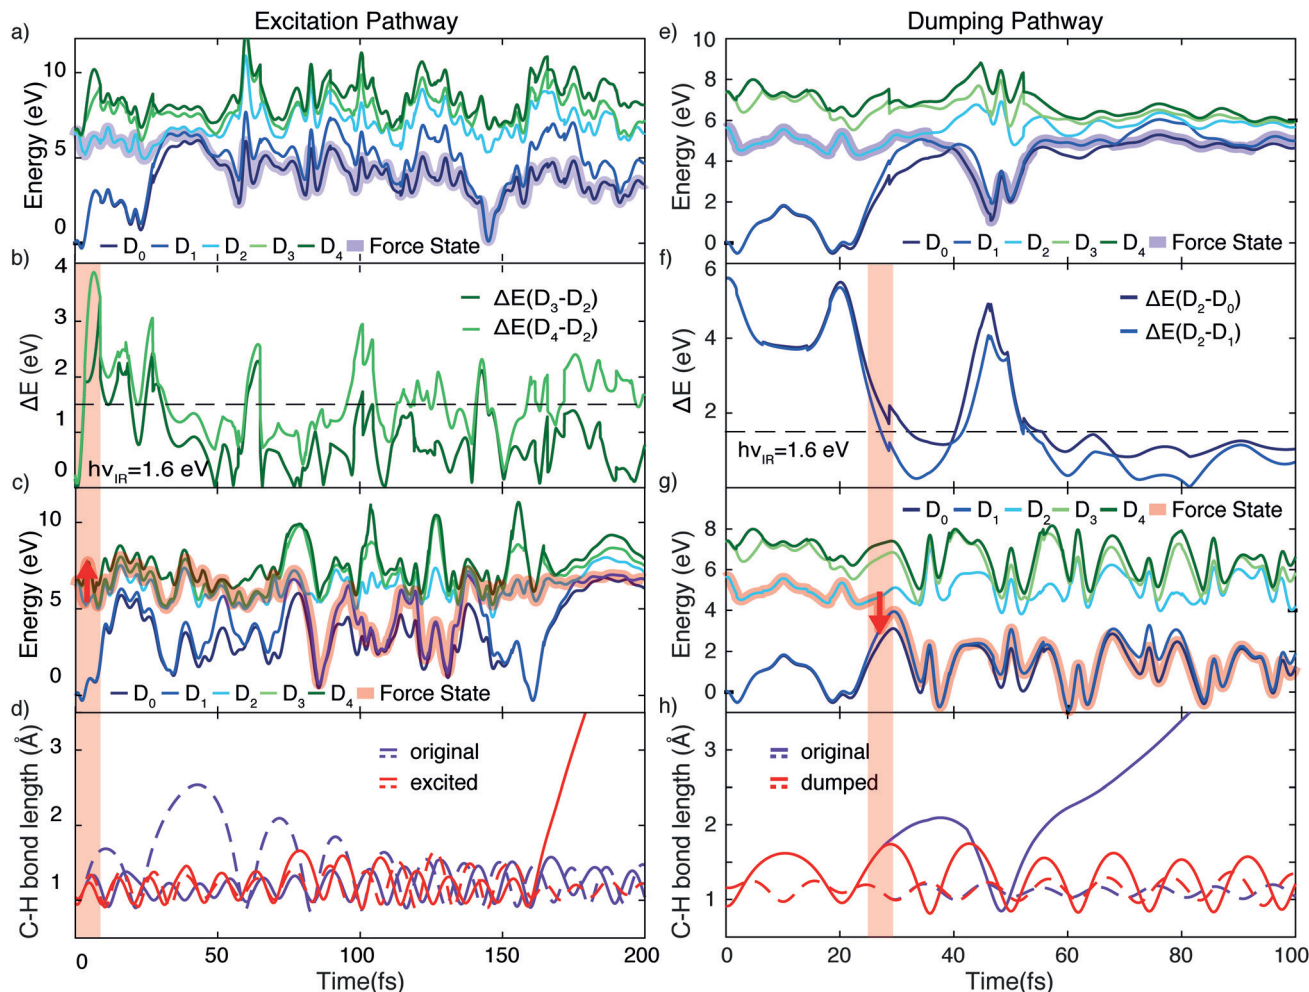 Excitation Pathway
a)
Energy (eV)
10
5
0
D0 D1 D2 D3 D4 Force State
b)
ΔE (eV)
4
3
2
1
0
ΔE(D3-D2)
ΔE(D4-D2)
hνIR=1.6 eV
c)
Energy (eV)
10
5
0
D0 D1 D2 D3 D4 Force State
d)
C-H bond length (Å)
3
2
1
original
excited
0 50 100 150 200
Time(fs)
Dumping Pathway
e)
Energy (eV)
10
8
6
4
2
0
D0 D1 D2 D3 D4 Force State
f)
ΔE (eV)
6
4
2
ΔE(D2-D0)
ΔE(D2-D1)
hνIR=1.6 eV
g)
Energy (eV)
8
6
4
2
0
D0 D1 D2 D3 D4 Force State
h)
C-H bond length (Å)
3
2
1
original
dumped
0 20 40 60 80 100
Time(fs)